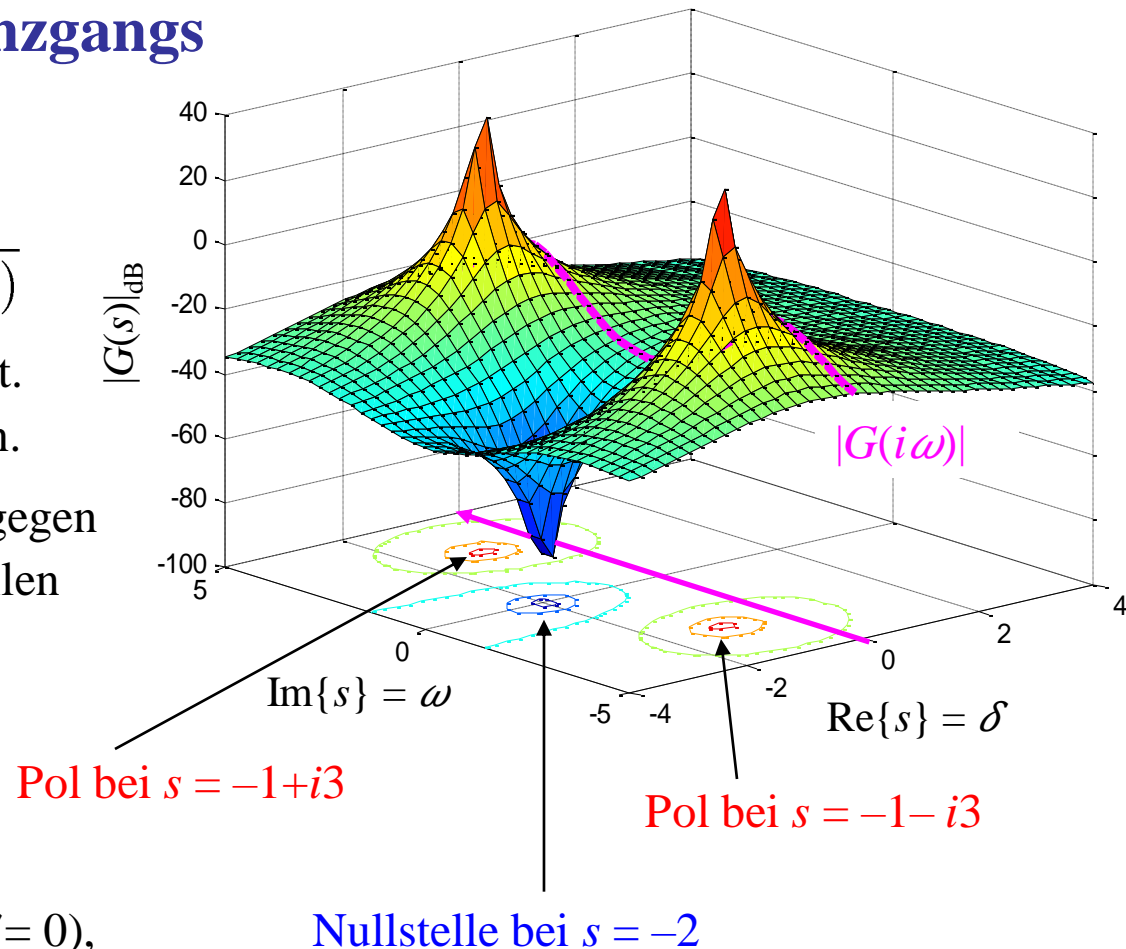 nzgangs
)
t.
n.
gegen
len
= 0),
40
20
0
-20
-40
-60
-80
-100
|G(s)|dB
5
0
-5
Im{s} = ω
-4
-2
0
2
4
Re{s} = δ
|G(iω)|
Pol bei s = –1+i3
Pol bei s = –1– i3
Nullstelle bei s = –2